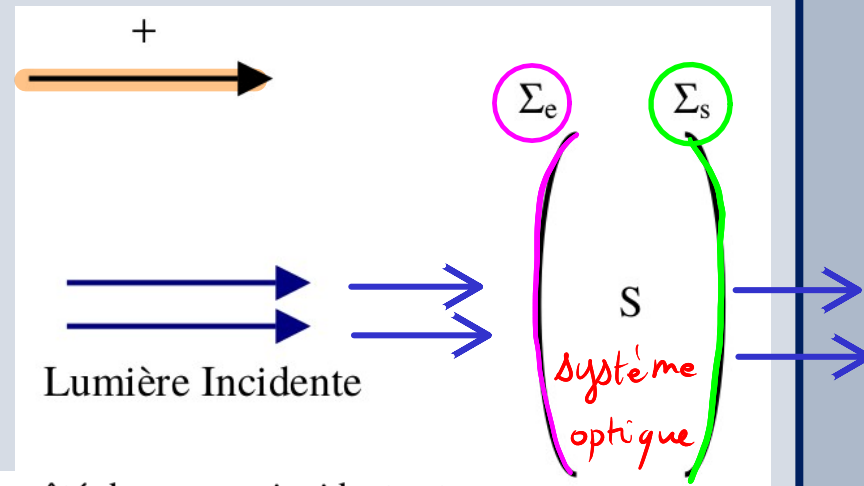 +
Σe
Σs
S
système
optique
Lumière Incidente